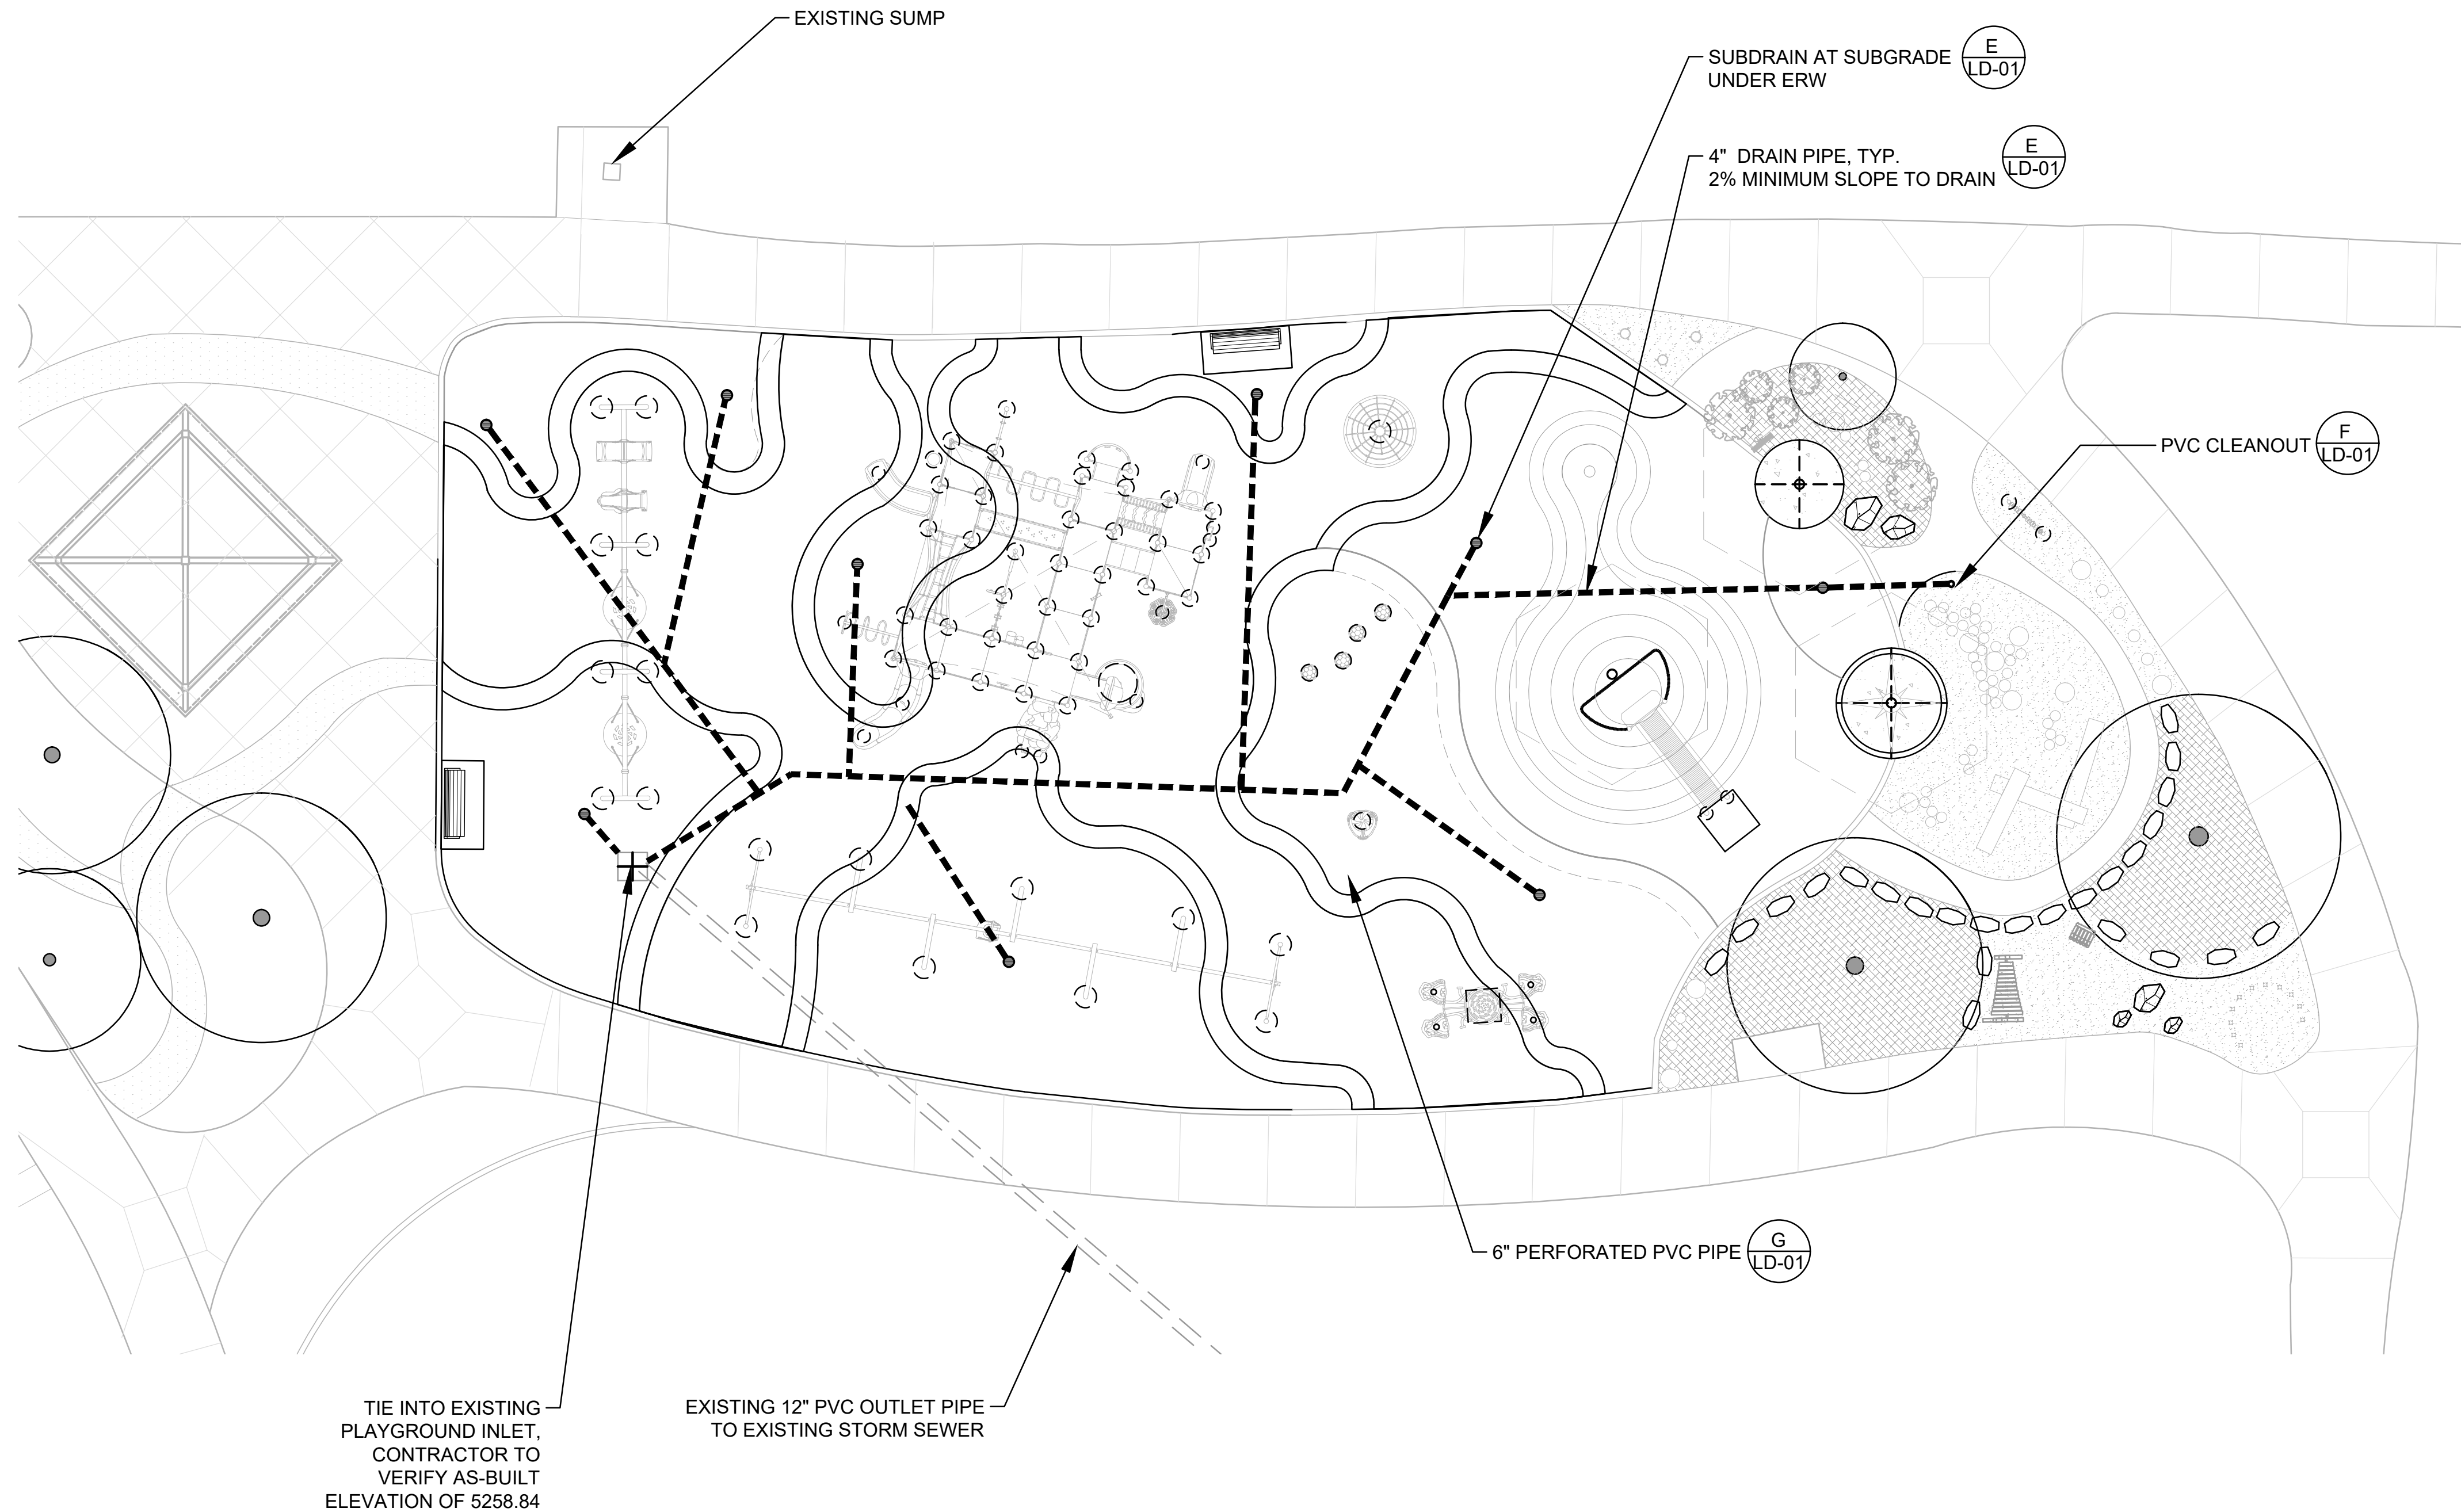 EXISTING SUMP
SUBDRAIN AT SUBGRADE
UNDER ERW
E
LD-01
4" DRAIN PIPE, TYP.
2% MINIMUM SLOPE TO DRAIN
E
LD-01
PVC CLEANOUT
F
LD-01
6" PERFORATED PVC PIPE
G
LD-01
TIE INTO EXISTING
PLAYGROUND INLET,
CONTRACTOR TO
VERIFY AS-BUILT
ELEVATION OF 5258.84
EXISTING 12" PVC OUTLET PIPE
TO EXISTING STORM SEWER